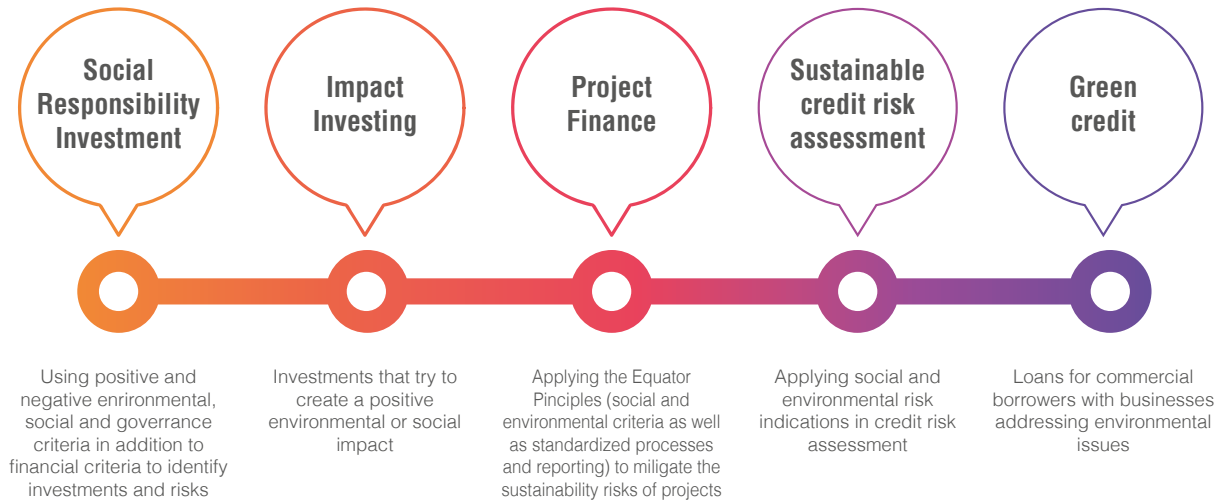 Social
Responsibility
Investment
Impact
Investing
Project
Finance
Sustainable
credit risk
assessment
Green
credit
Using positive and
negative enrironmental,
social and goverrance
criteria in addition to
financial criteria to identify
investments and risks
Investments that try to
create a positive
environmental or social
impact
Applying the Equator
Pinciples (social and
environmental criteria as well
as standardized processes
and reporting) to miligate the
sustainability risks of projects
Applying social and
environmental risk
indications in credit risk
assessment
Loans for commercial
borrowers with businesses
addressing environmental
issues